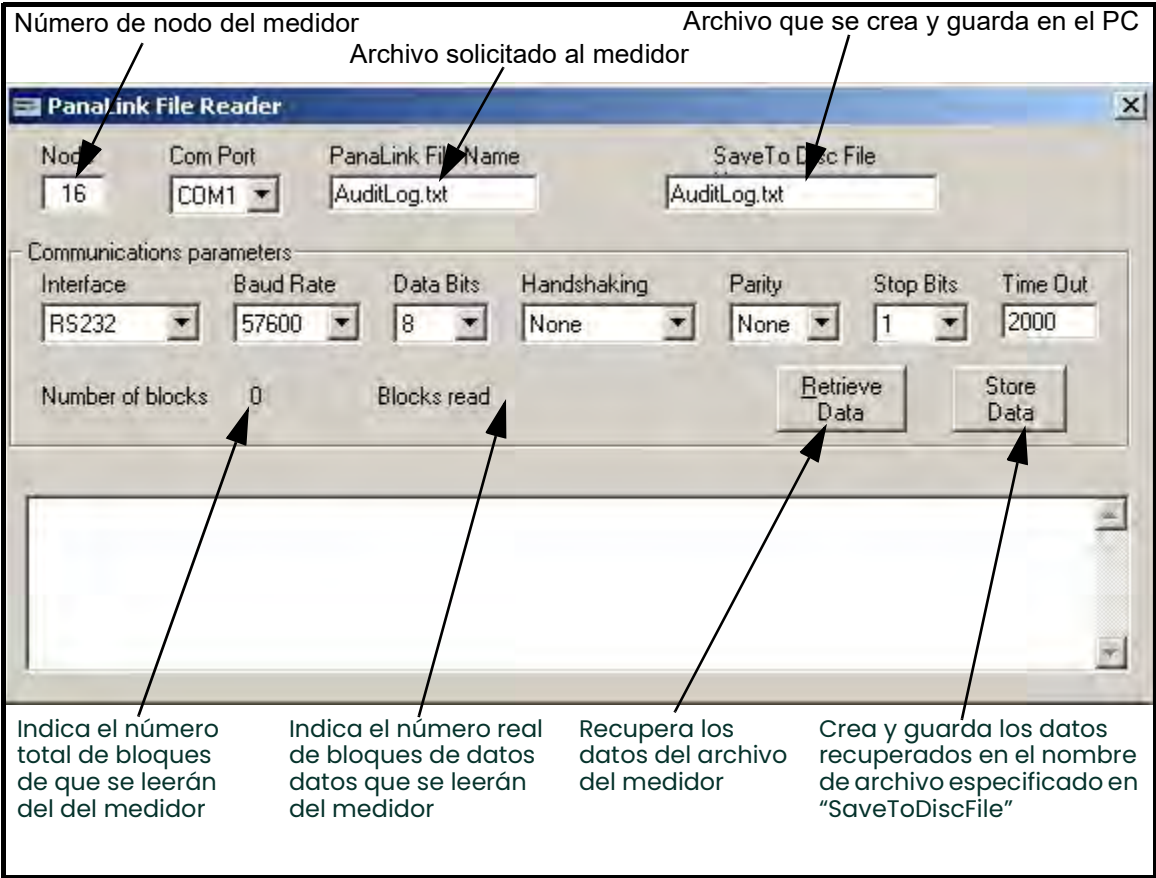 Número de nodo del medidor
Archivo que se crea y guarda en el PC
Archivo solicitado al medidor
PanaLink File Reader
Node Com Port PanaLink File Name SaveTo Disc File
16 COM1 AuditLog.txt AuditLog.txt
Communications parameters
Interface Baud Rate Data Bits Handshaking Parity Stop Bits Time Out
RS232 57600 8 None None 1 2000
Number of blocks 0 Blocks read
Retrieve
Data
Store
Data
Indica el número
total de bloques
de que se leerán
del del medidor
Indica el número real
de bloques de datos
datos que se leerán
del medidor
Recupera los
datos del archivo
del medidor
Crea y guarda los datos
recuperados en el nombre
de archivo especificado en
“SaveToDiscFile”